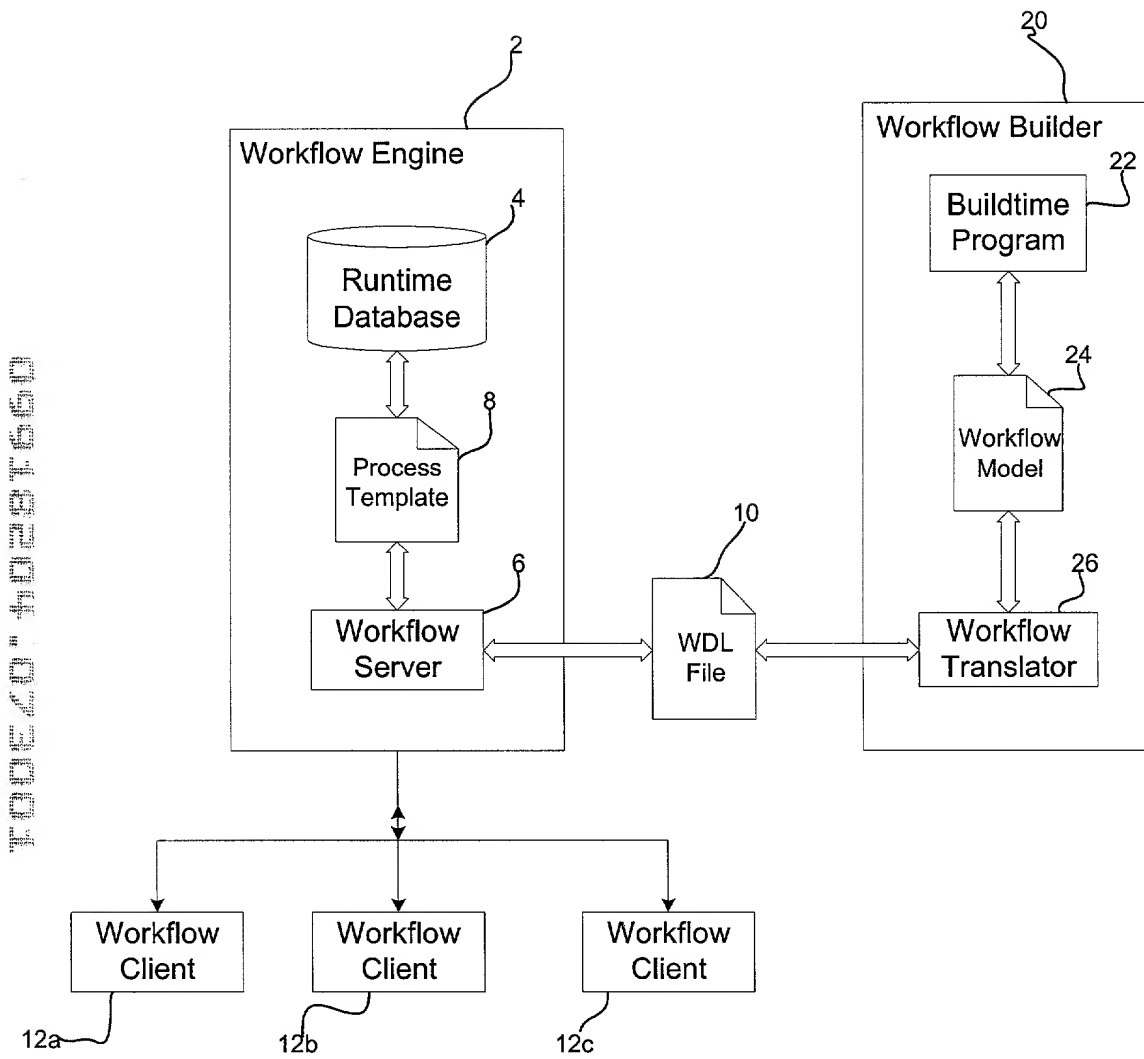 2
20
Workflow Engine
Workflow Builder
4
22
Runtime
Database
Buildtime
Program
8
24
Process
Template
Workflow
Model
10
6
26
Workflow
Server
WDL
File
Workflow
Translator
Workflow
Client
Workflow
Client
Workflow
Client
12a
12b
12c